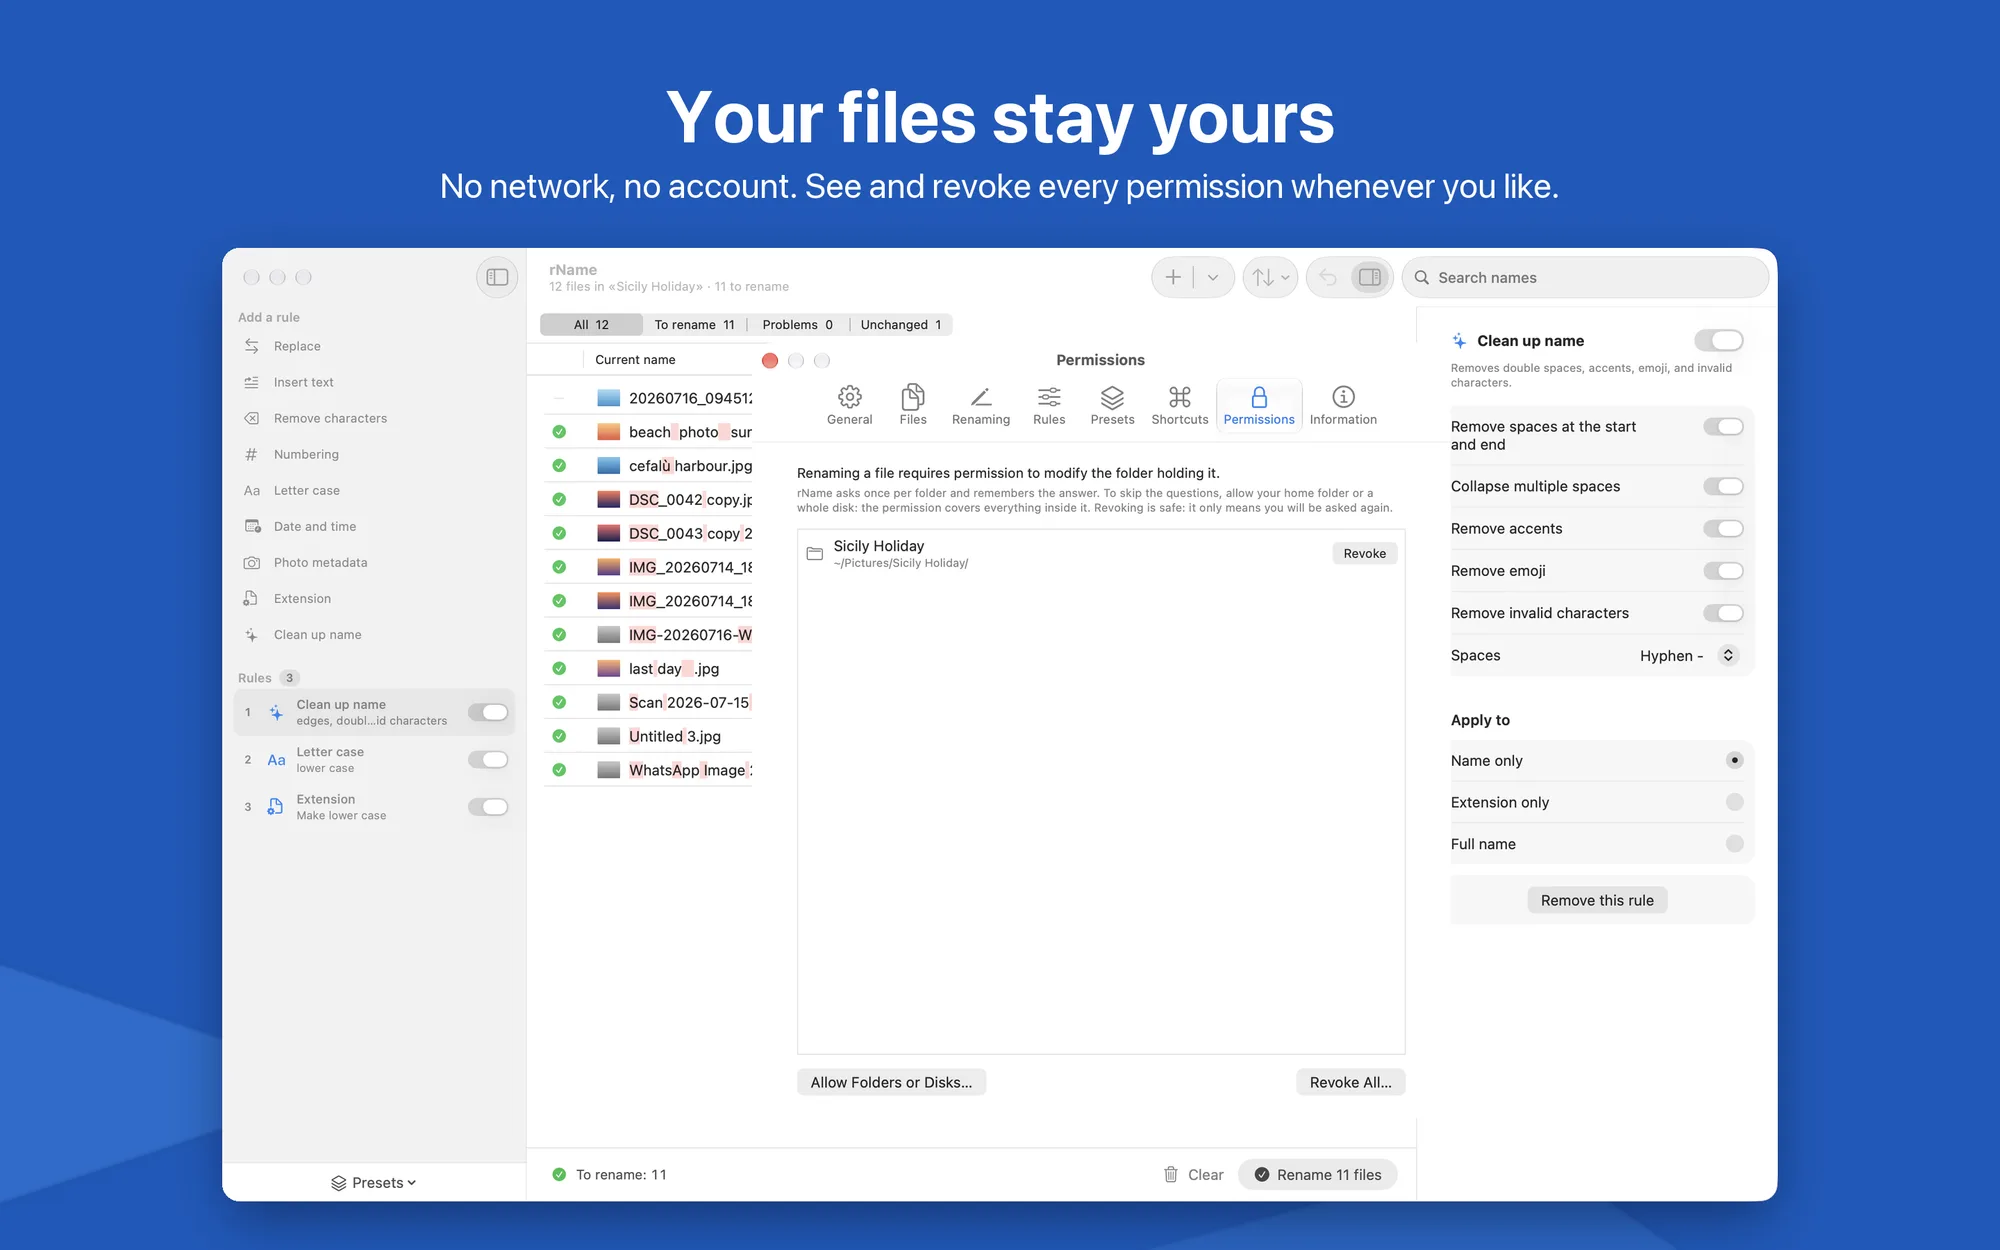 Your files stay yours
No network, no account. See and revoke every permission whenever you like.
rName
12 files in «Sicily Holiday» · 11 to rename
Search names
Add a rule
Replace
Insert text
Remove characters
Numbering
Letter case
Date and time
Photo metadata
Extension
Clean up name
Rules 3
1 Clean up name
edges, doubl...id characters
2 Aa Letter case
lower case
3 Extension
Make lower case
Presets
All 12 To rename 11 Problems 0 Unchanged 1
Current name
20260716_094512
beach photo sur
cefalù harbour.jpg
DSC_0042 copy.jp
DSC_0043 copy 2
IMG_20260714_18
IMG_20260714_18
IMG-20260716-W
last day .jpg
Scan 2026-07-15
Untitled 3.jpg
WhatsApp Image
To rename: 11
Clear
Rename 11 files
Permissions
General Files Renaming Rules Presets Shortcuts Permissions Information
Renaming a file requires permission to modify the folder holding it.
rName asks once per folder and remembers the answer. To skip the questions, allow your home folder or a
whole disk: the permission covers everything inside it. Revoking is safe: it only means you will be asked again.
Sicily Holiday
~/Pictures/Sicily Holiday/
Revoke
Allow Folders or Disks...
Revoke All...
Clean up name
Removes double spaces, accents, emoji, and invalid
characters.
Remove spaces at the start
and end
Collapse multiple spaces
Remove accents
Remove emoji
Remove invalid characters
Spaces Hyphen -
Apply to
Name only
Extension only
Full name
Remove this rule